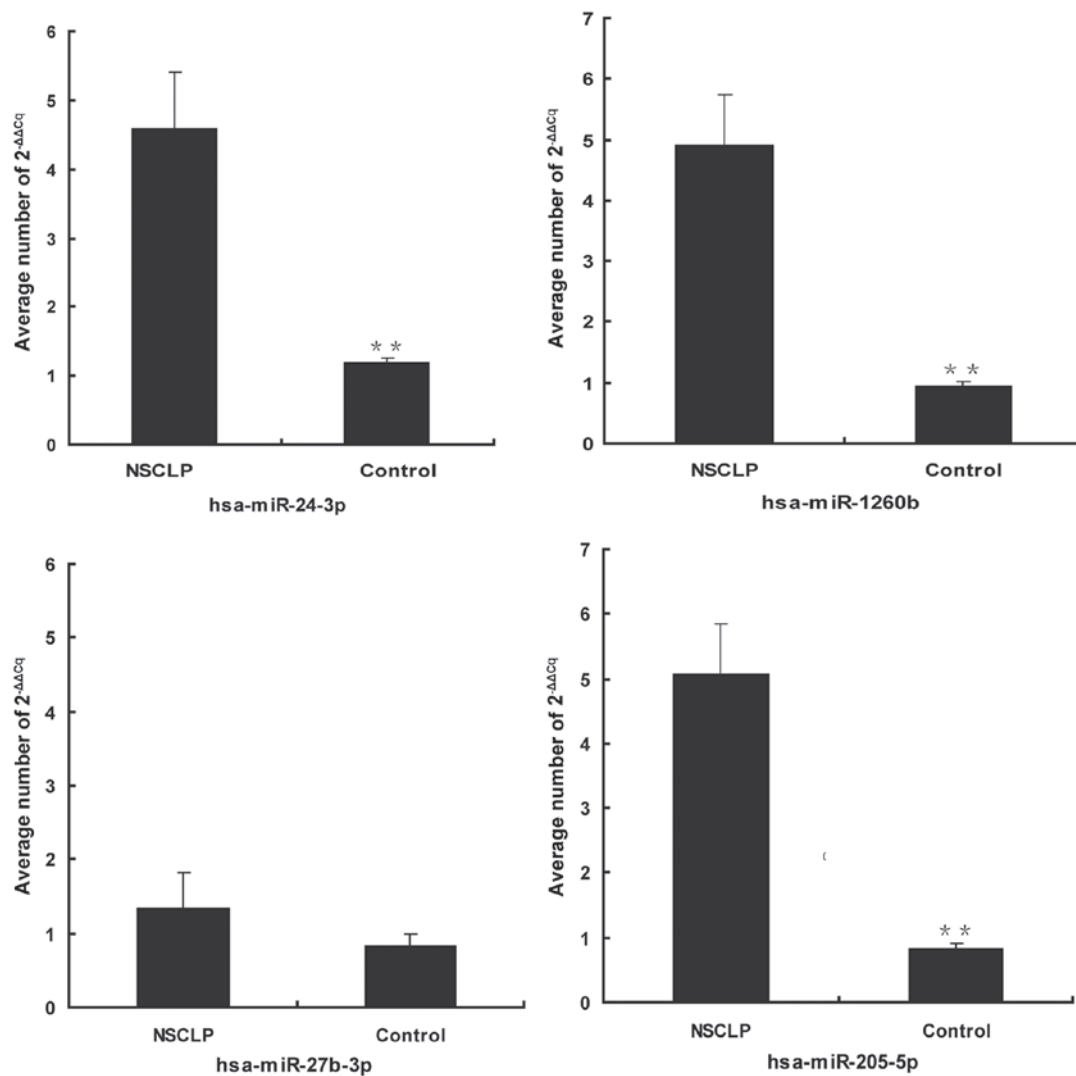 Average number of 2^-ΔΔCq
6
5
4
3
2
1
0
**
NSCLP Control
hsa-miR-24-3p
Average number of 2^-ΔΔCq
7
6
5
4
3
2
1
0
**
NSCLP Control
hsa-miR-1260b
Average number of 2^-ΔΔCq
6
5
4
3
2
1
0
NSCLP Control
hsa-miR-27b-3p
Average number of 2^-ΔΔCq
7
6
5
4
3
2
1
0
**
NSCLP Control
hsa-miR-205-5p